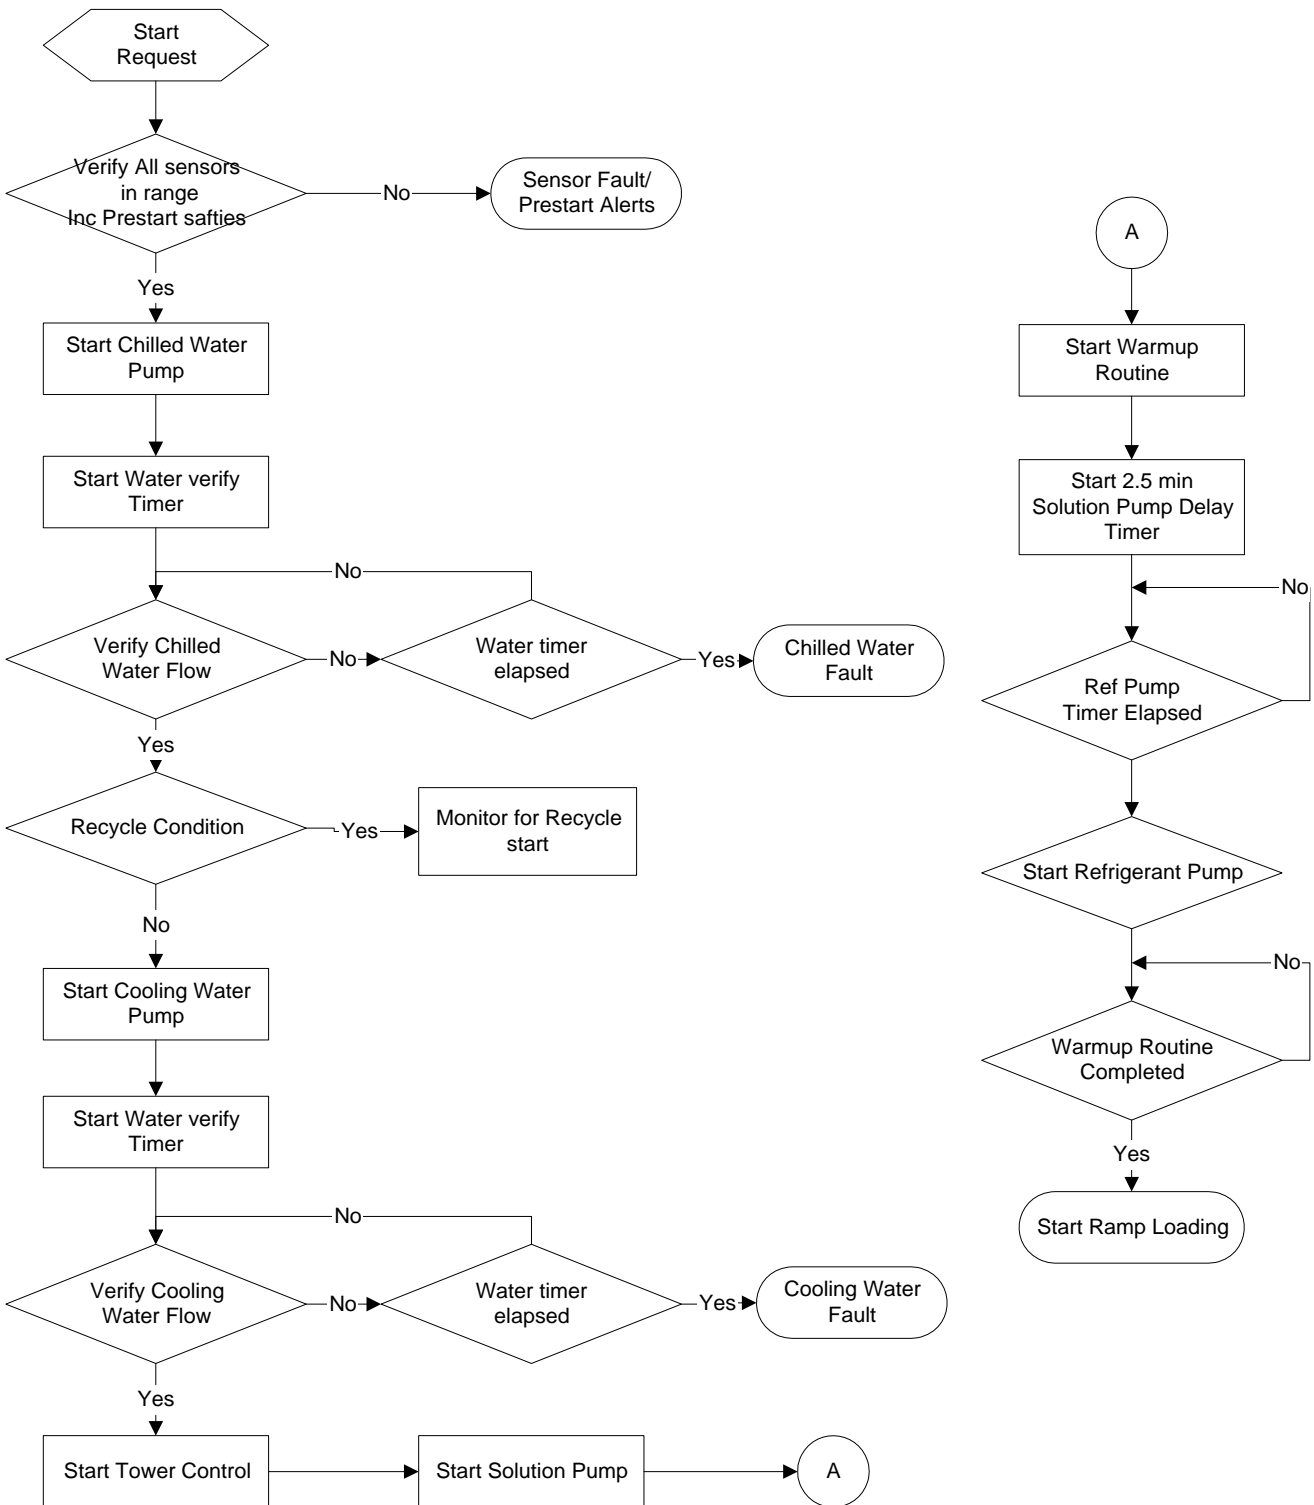 Start
Request
Verify All sensors
in range
Inc Prestart safties
No
Sensor Fault/
Prestart Alerts
Yes
Start Chilled Water
Pump
Start Water verify
Timer
No
Verify Chilled
Water Flow
No
Water timer
elapsed
Yes
Chilled Water
Fault
Yes
Recycle Condition
Yes
Monitor for Recycle
start
No
Start Cooling Water
Pump
Start Water verify
Timer
No
Verify Cooling
Water Flow
No
Water timer
elapsed
Yes
Cooling Water
Fault
Yes
Start Tower Control
Start Solution Pump
A
A
Start Warmup
Routine
Start 2.5 min
Solution Pump Delay
Timer
No
Ref Pump
Timer Elapsed
Start Refrigerant Pump
No
Warmup Routine
Completed
Yes
Start Ramp Loading